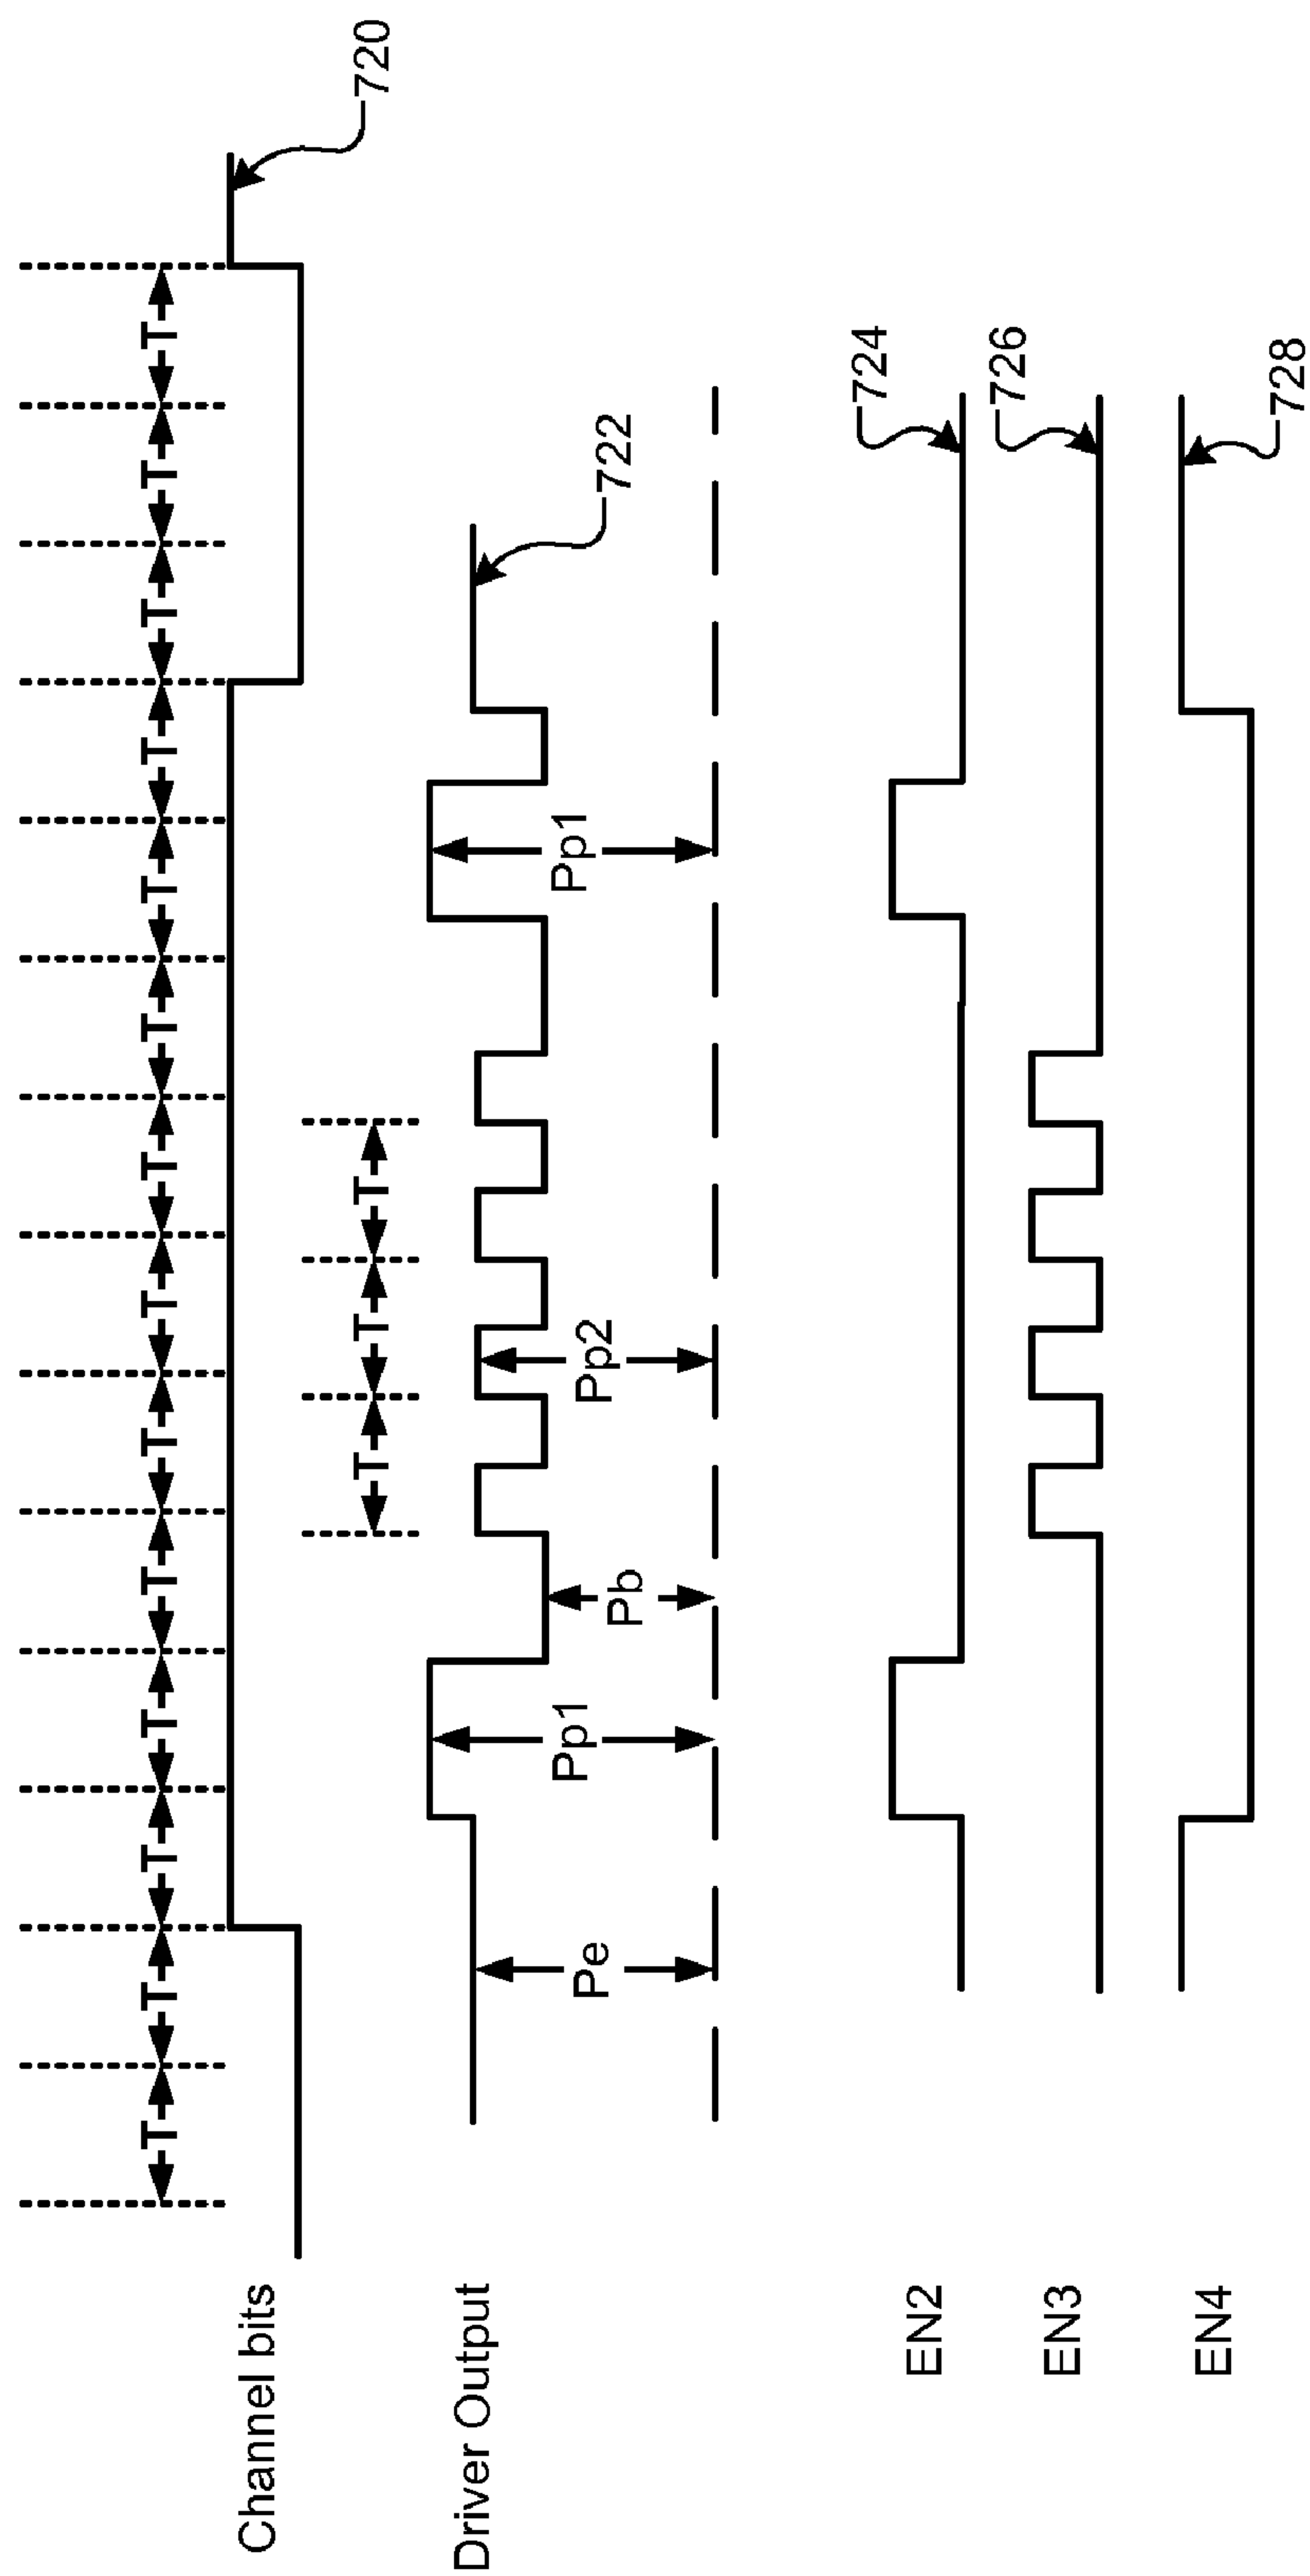 T T T T T T T T T T T T T T
Channel bits
720
T T T
Driver Output
Pe Pp1 Pb Pp2 Pp1
722
EN2
724
EN3
726
EN4
728